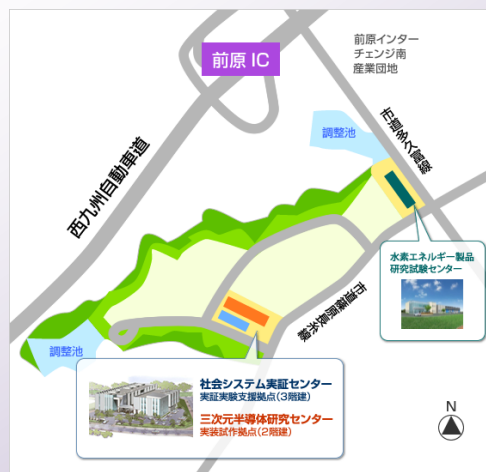 前原 IC
前原インター
チェンジ南
産業団地
調整池
市道多久富線
西九州自動車道
水素エネルギー製品
研究試験センター
市道篠原長糸線
調整池
社会システム実証センター
実証実験支援拠点(3階建)
三次元半導体研究センター
実装試作拠点(2階建)
N